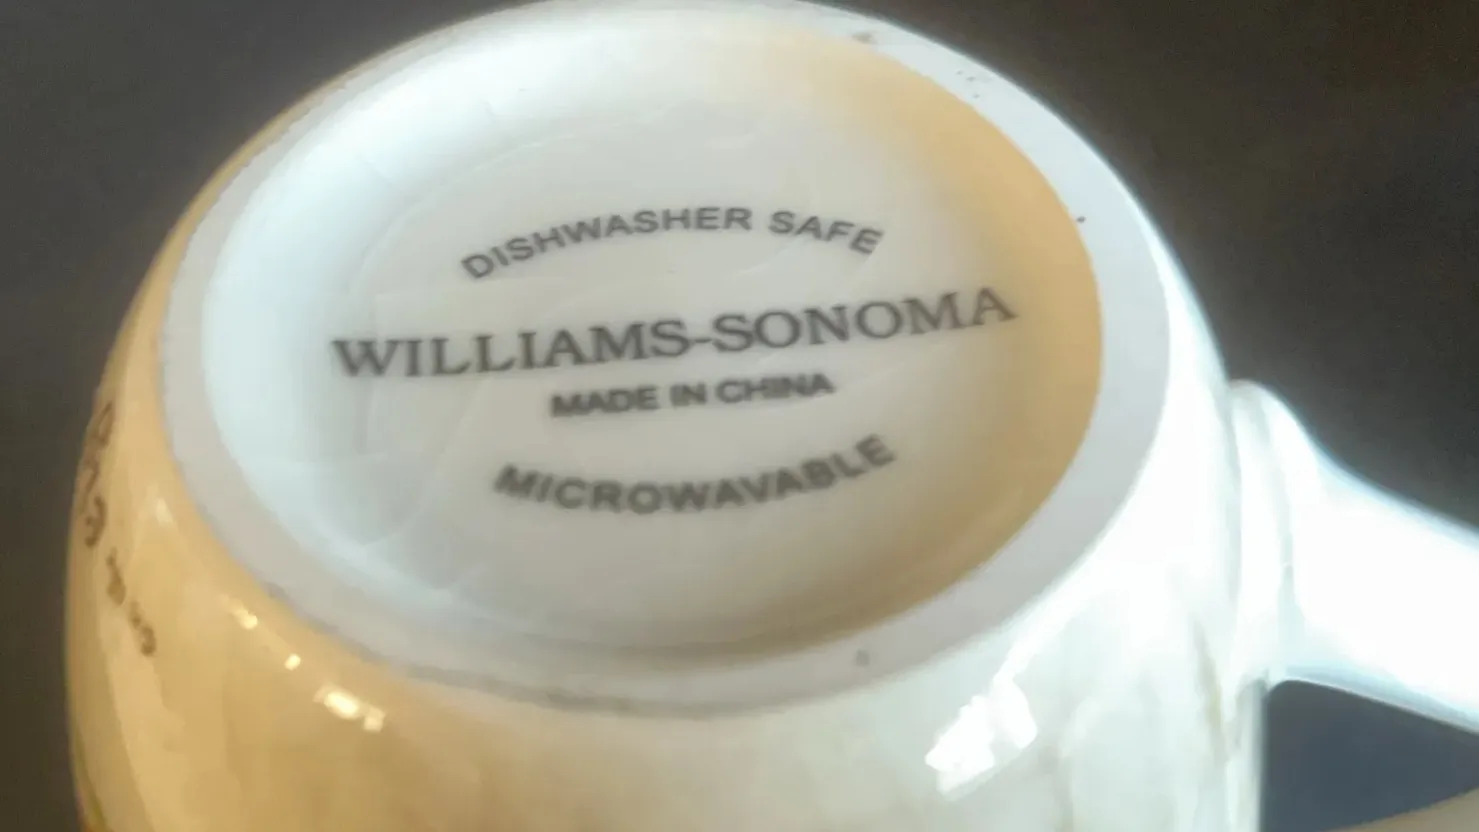 DISHWASHER SAFE
WILLIAMS-SONOMA
MADE IN CHINA
MICROWAVABLE